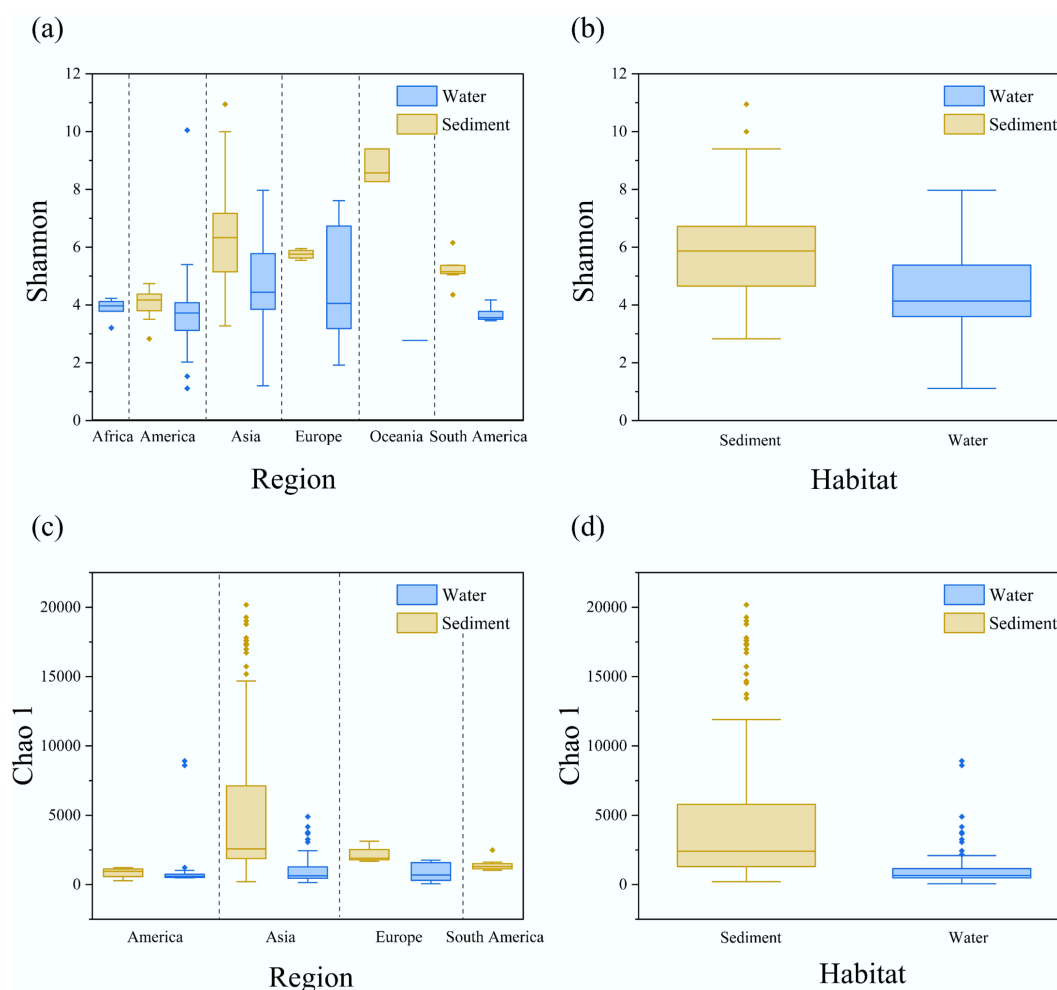 (a)
Shannon
12
10
8
6
4
2
0
Water
Sediment
Africa America Asia Europe Oceania South America
Region
(b)
Shannon
12
10
8
6
4
2
0
Water
Sediment
Sediment Water
Habitat
(c)
Chao 1
20000
15000
10000
5000
0
Water
Sediment
America Asia Europe South America
Region
(d)
Chao 1
20000
15000
10000
5000
0
Water
Sediment
Sediment Water
Habitat